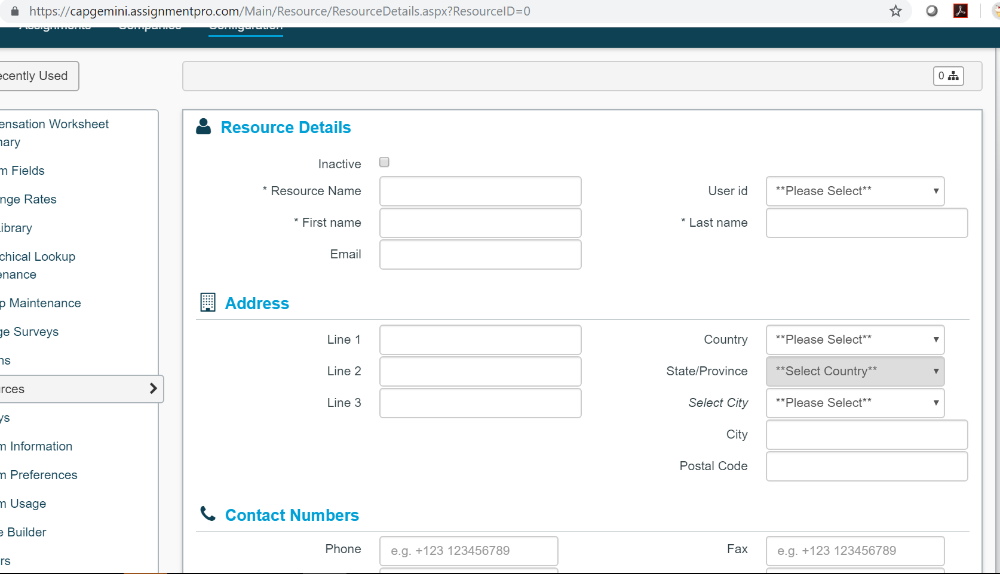 https://capgemini.assignmentpro.com/Main/Resource/ResourceDetails.aspx?ResourceID=0
Assignments Companies Configuration
ecently Used
0
ensation Worksheet
nary
m Fields
nge Rates
ibrary
chical Lookup
enance
p Maintenance
ge Surveys
ns
rces
ys
m Information
m Preferences
m Usage
e Builder
rs
Resource Details
Inactive
* Resource Name
User id **Please Select**
* First name
* Last name
Email
Address
Line 1
Country **Please Select**
Line 2
State/Province **Select Country**
Line 3
Select City **Please Select**
City
Postal Code
Contact Numbers
Phone e.g. +123 123456789
Fax e.g. +123 123456789